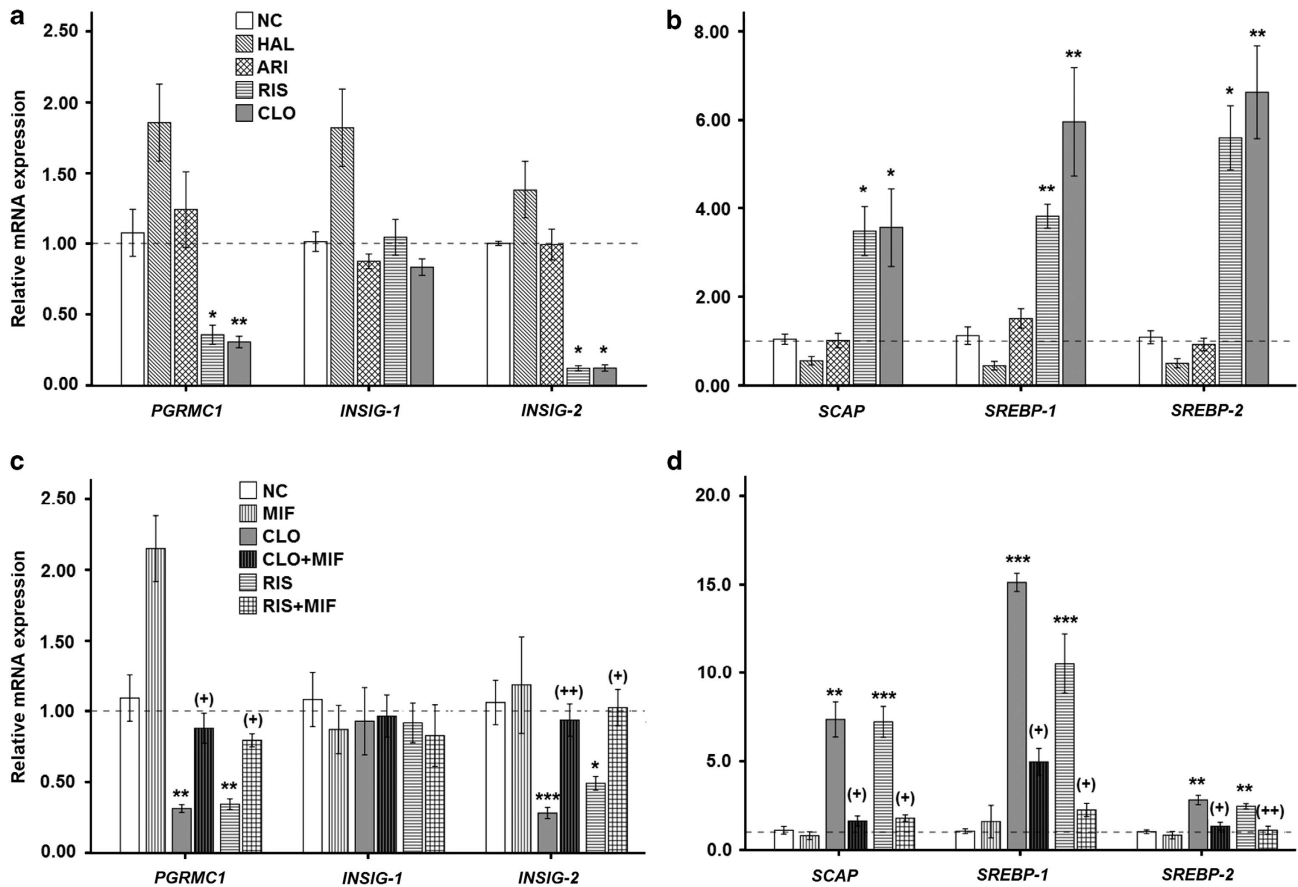 a
Relative mRNA expression
2.50
2.00
1.50
1.00
0.50
0.00
NC
HAL
ARI
RIS
CLO
* ** * *
PGRMC1 INSIG-1 INSIG-2
b
8.00
6.00
4.00
2.00
0.00
* * ** ** * **
SCAP SREBP-1 SREBP-2
c
Relative mRNA expression
2.50
2.00
1.50
1.00
0.50
0.00
NC
MIF
CLO
CLO+MIF
RIS
RIS+MIF
** (+) ** (+) *** (++) * (+)
PGRMC1 INSIG-1 INSIG-2
d
20.0
15.0
10.0
5.0
0.0
** (+) *** (+) *** (+) *** (+) ** (+) ** (++)
SCAP SREBP-1 SREBP-2